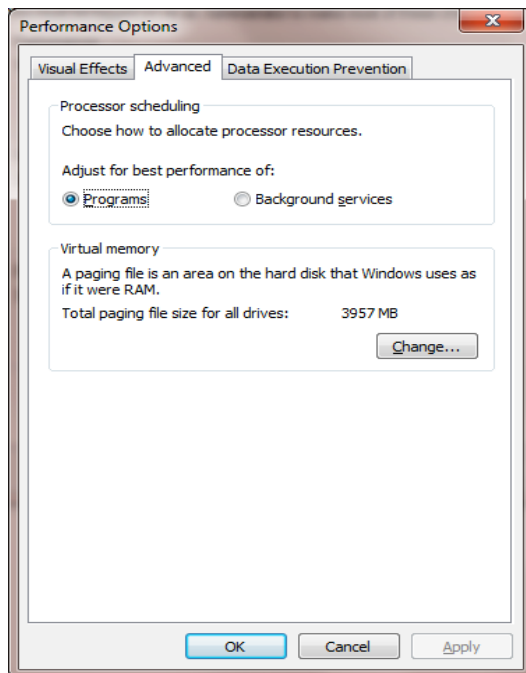 Performance Options
Visual Effects
Advanced
Data Execution Prevention
Processor scheduling
Choose how to allocate processor resources.
Adjust for best performance of:
Programs
Background services
Virtual memory
A paging file is an area on the hard disk that Windows uses as
if it were RAM.
Total paging file size for all drives: 3957 MB
Change...
OK
Cancel
Apply